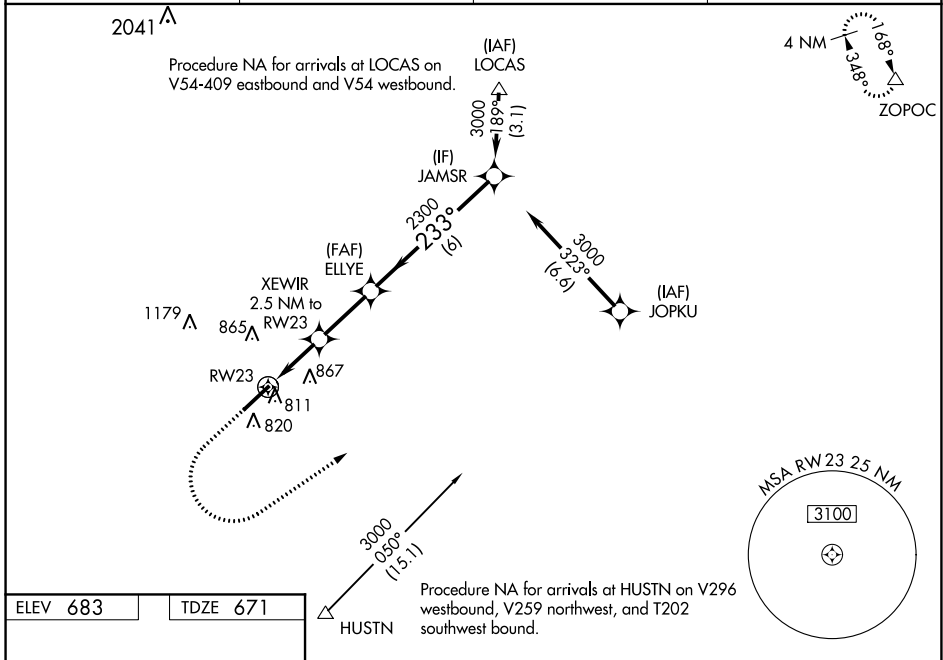 2041
Procedure NA for arrivals at LOCAS on
V54-409 eastbound and V54 westbound.
(IAF)
LOCAS
3000
189°
(3.1)
4 NM
168°
348°
ZOPOC
(IF)
JAMSR
2300
233°
(6)
(FAF)
ELLYE
3000
323°
(6.6)
(IAF)
JOPKU
XEWIR
2.5 NM to
RW23
1179
865
867
RW23
811
820
MSA RW23 25 NM
3100
3000
050°
(15.1)
HUSTN
Procedure NA for arrivals at HUSTN on V296
westbound, V259 northwest, and T202
southwest bound.
ELEV 683
TDZE 671